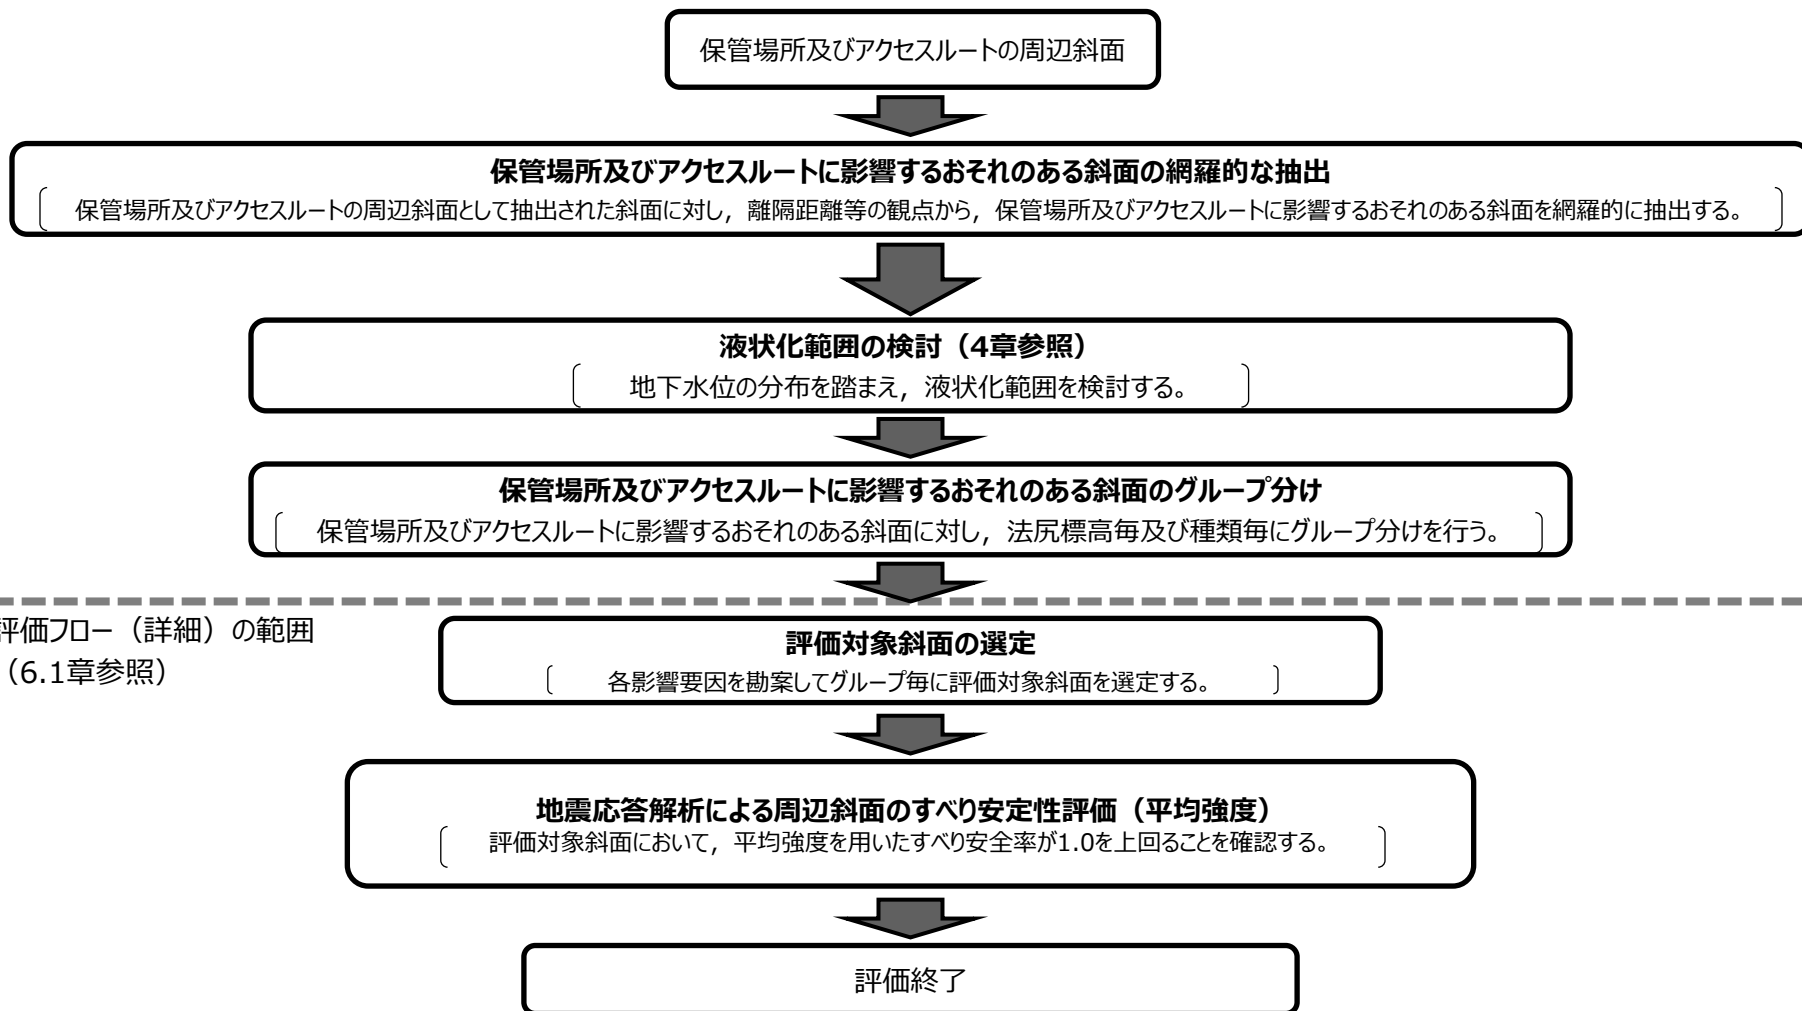 保管場所及びアクセスルートの周辺斜面
保管場所及びアクセスルートに影響するおそれのある斜面の網羅的な抽出
保管場所及びアクセスルートの周辺斜面として抽出された斜面に対し，離隔距離等の観点から，保管場所及びアクセスルートに影響するおそれのある斜面を網羅的に抽出する。
液状化範囲の検討（4章参照）
地下水位の分布を踏まえ，液状化範囲を検討する。
保管場所及びアクセスルートに影響するおそれのある斜面のグループ分け
保管場所及びアクセスルートに影響するおそれのある斜面に対し，法尻標高毎及び種類毎にグループ分けを行う。
評価フロー（詳細）の範囲
（6.1章参照）
評価対象斜面の選定
各影響要因を勘案してグループ毎に評価対象斜面を選定する。
地震応答解析による周辺斜面のすべり安定性評価（平均強度）
評価対象斜面において，平均強度を用いたすべり安全率が1.0を上回ることを確認する。
評価終了